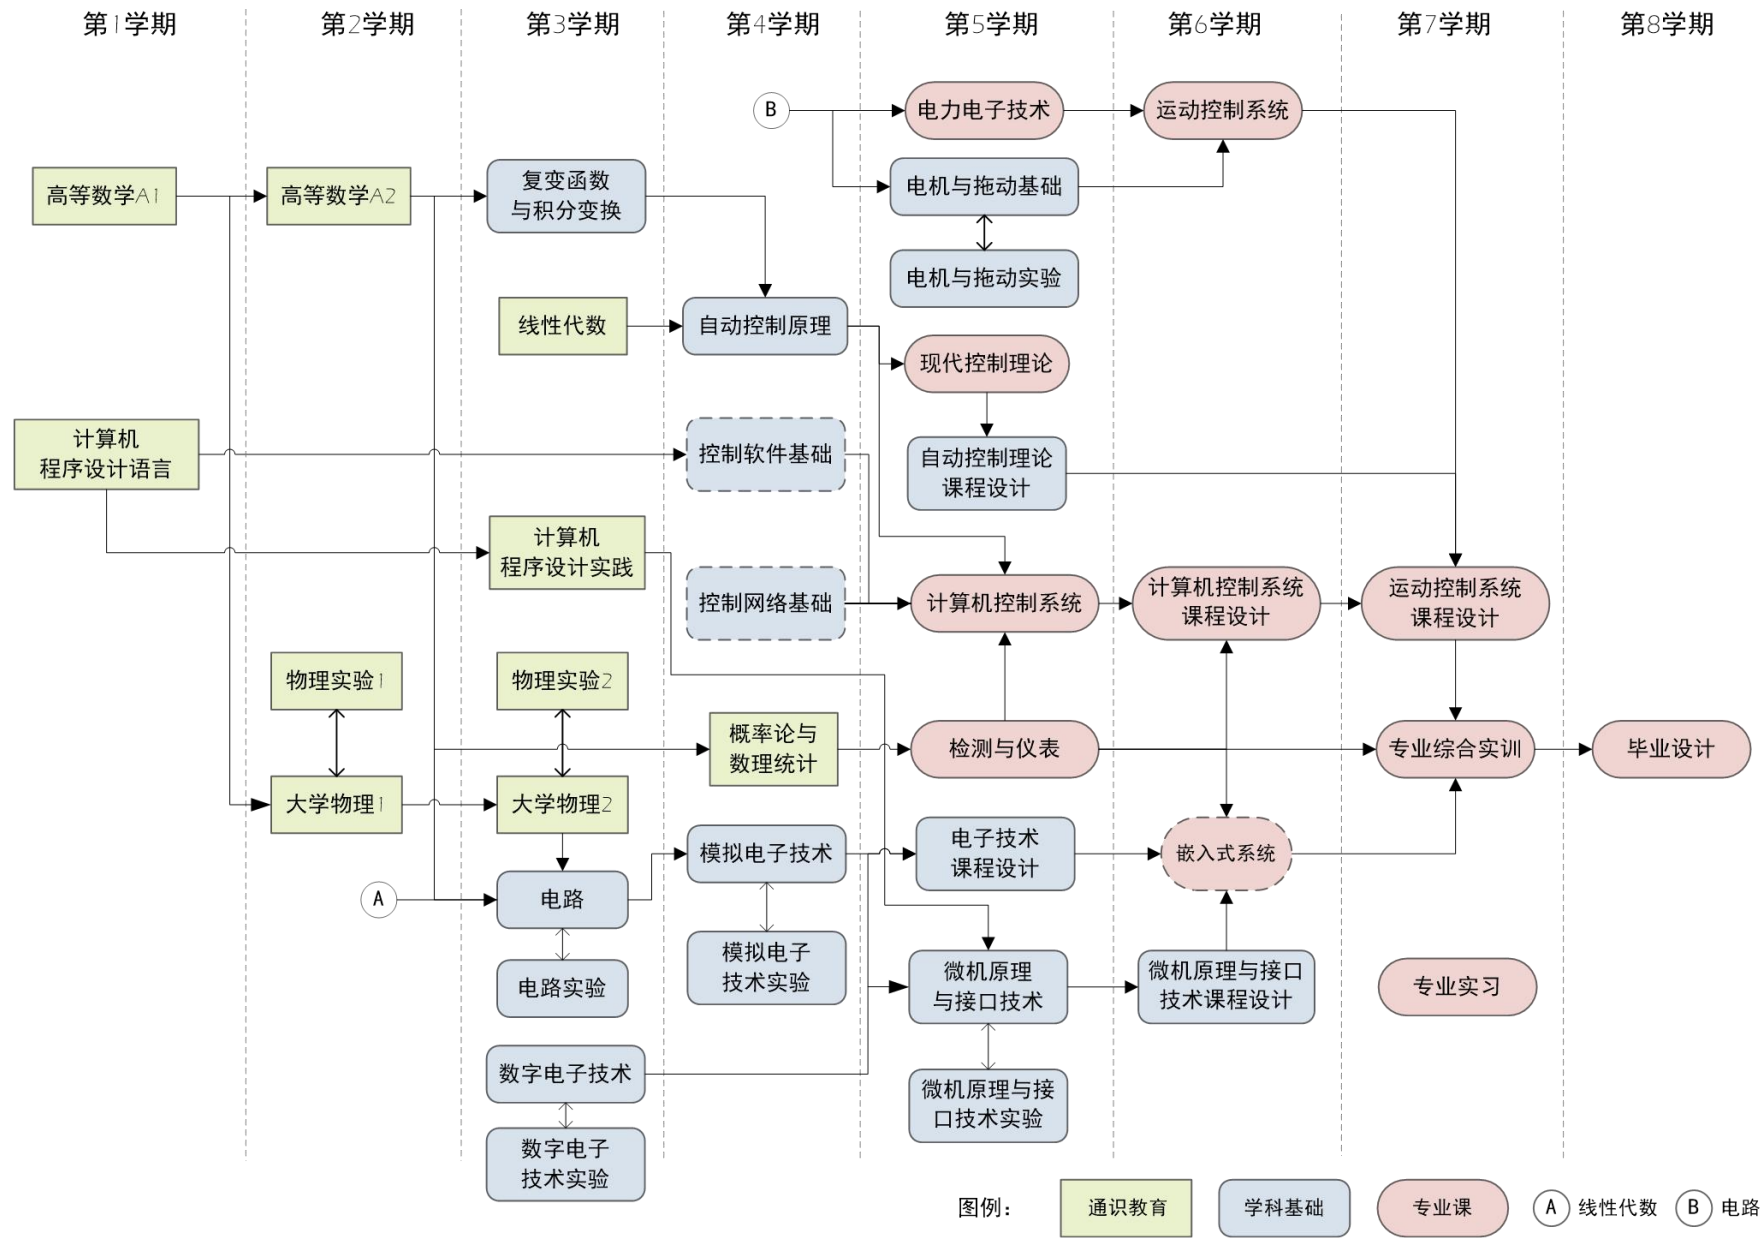 第1学期
第2学期
第3学期
第4学期
第5学期
第6学期
第7学期
第8学期
B
电力电子技术
运动控制系统
高等数学A1
高等数学A2
复变函数
与积分变换
电机与拖动基础
电机与拖动实验
线性代数
自动控制原理
现代控制理论
计算机
程序设计语言
控制软件基础
自动控制理论
课程设计
计算机
程序设计实践
控制网络基础
计算机控制系统
计算机控制系统
课程设计
运动控制系统
课程设计
物理实验1
物理实验2
概率论与
数理统计
检测与仪表
专业综合实训
毕业设计
大学物理1
大学物理2
模拟电子技术
电子技术
课程设计
嵌入式系统
A
电路
模拟电子
技术实验
微机原理
与接口技术
微机原理与接口
技术课程设计
专业实习
电路实验
数字电子技术
微机原理与接
口技术实验
数字电子
技术实验
图例：
通识教育
学科基础
专业课
A 线性代数
B 电路